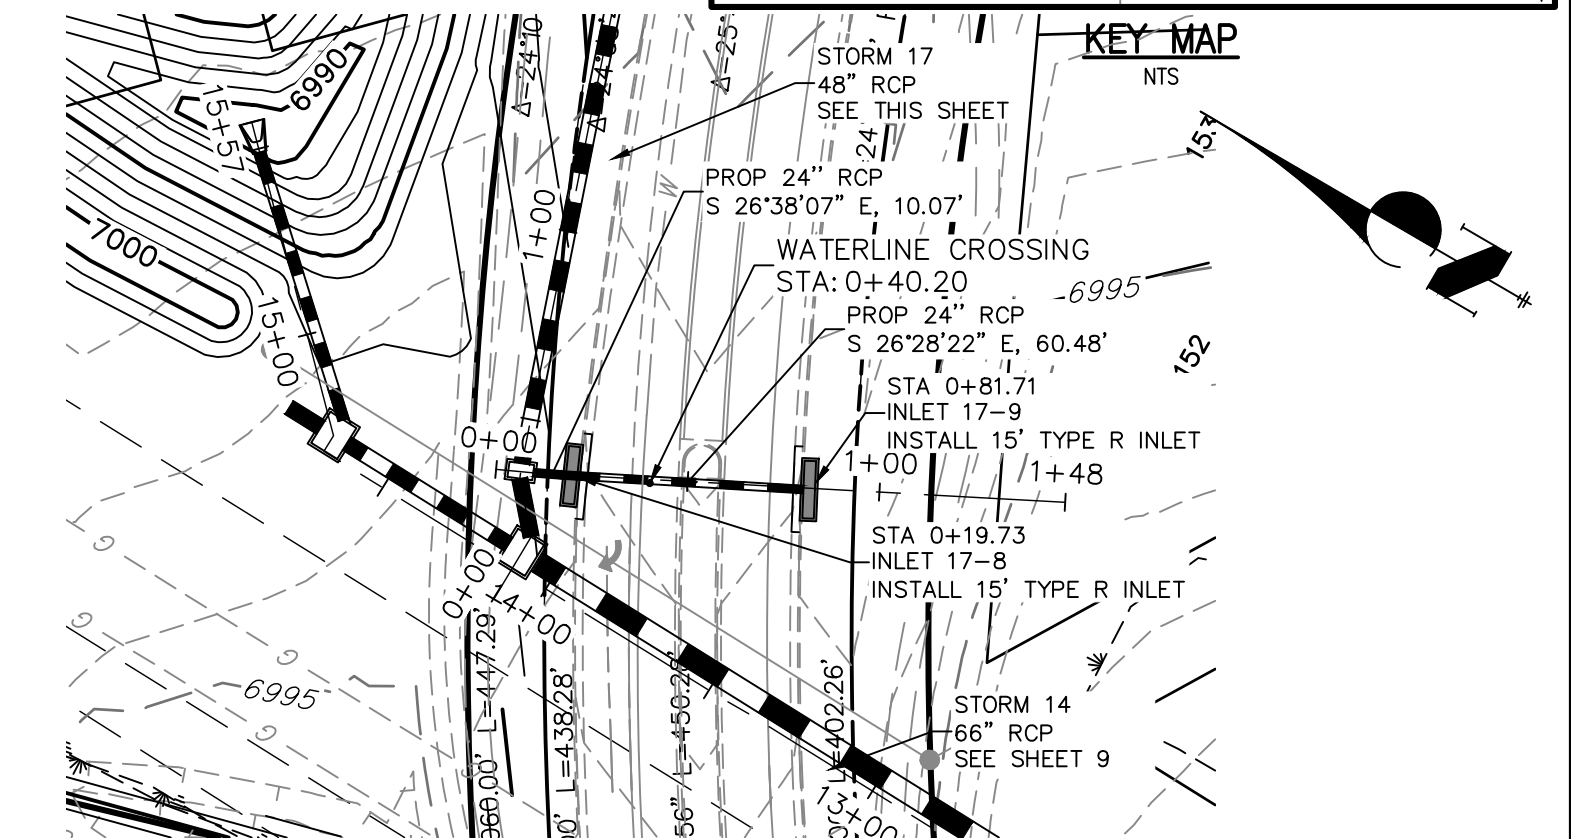 KEY MAP
NTS
STORM 17
48” RCP
SEE THIS SHEET
PROP 24’’ RCP
S 26°38’07” E, 10.07’
WATERLINE CROSSING
STA: 0+40.20
PROP 24’’ RCP
S 26°28’22” E, 60.48’
STA 0+81.71
INLET 17-9
INSTALL 15’ TYPE R INLET
1+00
1+48
STA 0+19.73
INLET 17-8
INSTALL 15’ TYPE R INLET
STORM 14
66” RCP
SEE SHEET 9
6990
7000
15+57
15+00
1+00
0+00
0+00
14+00
13+00
6995
6995
152
W
G
G
G
G
Δ=25°
L=447.29’
L=438.28’
L=402.26’